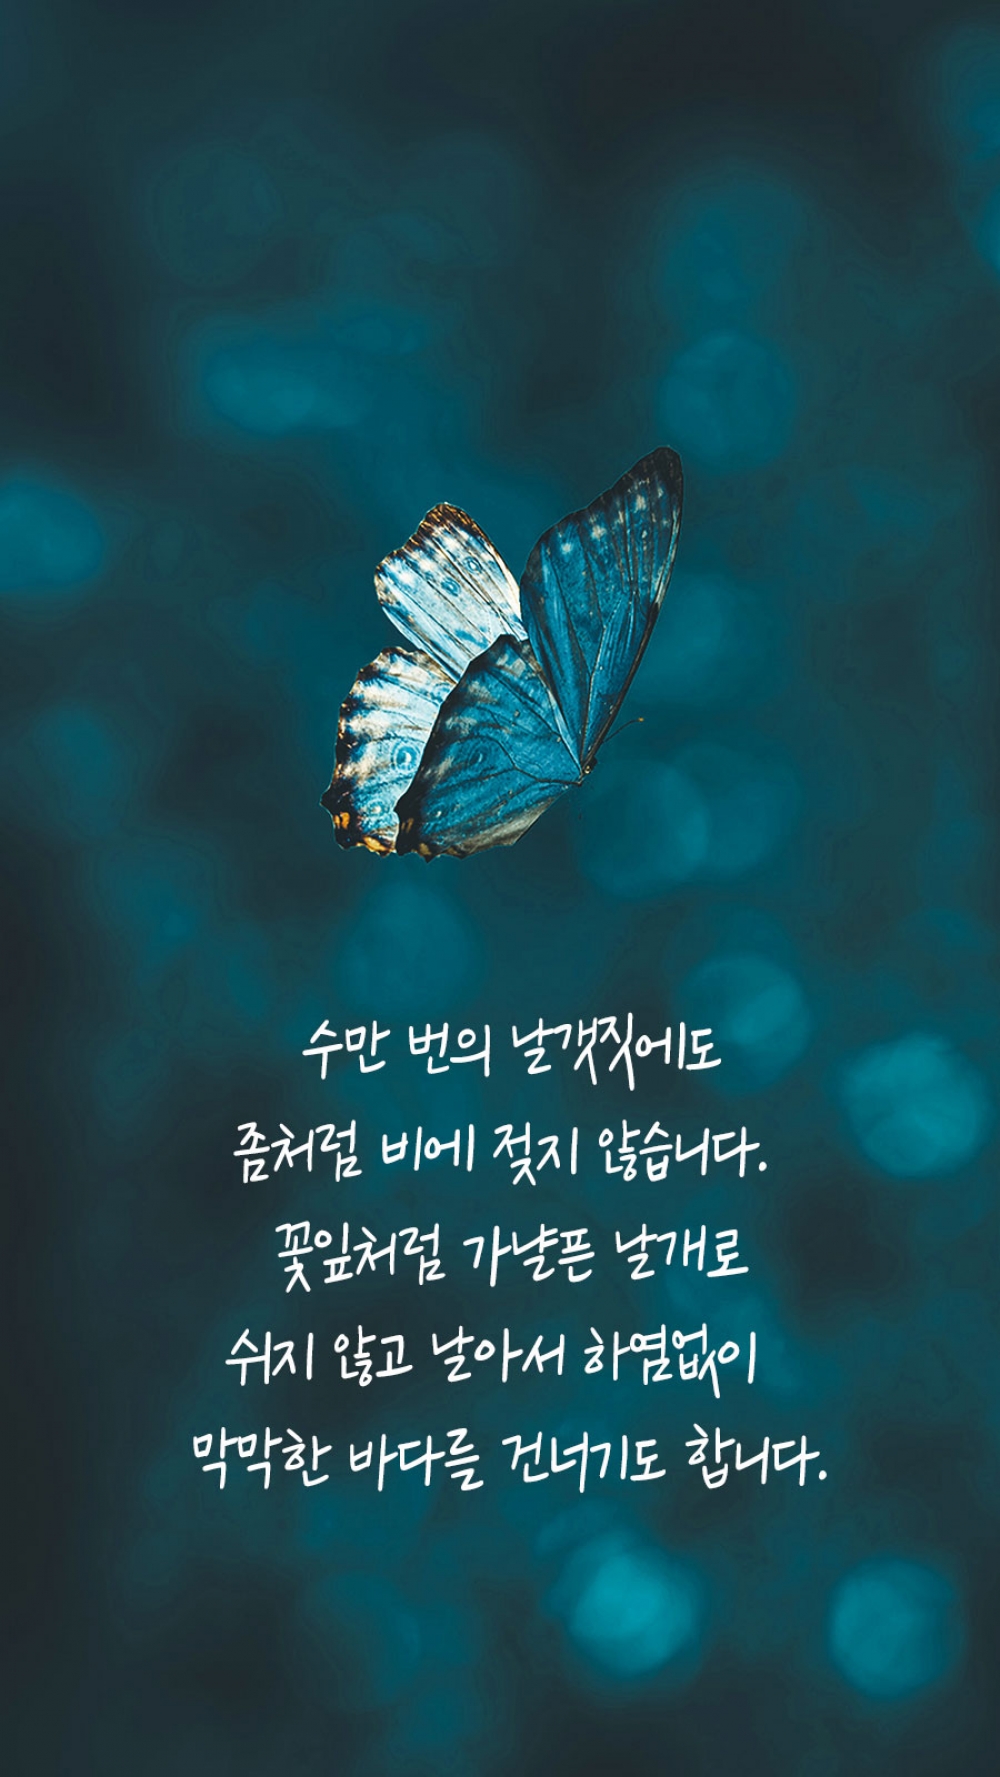 수만 번의 날갯짓에도
좀처럼 비에 젖지 않습니다.
꽃잎처럼 가냘픈 날개로
쉬지 않고 날아서 하염없이
막막한 바다를 건너기도 합니다.